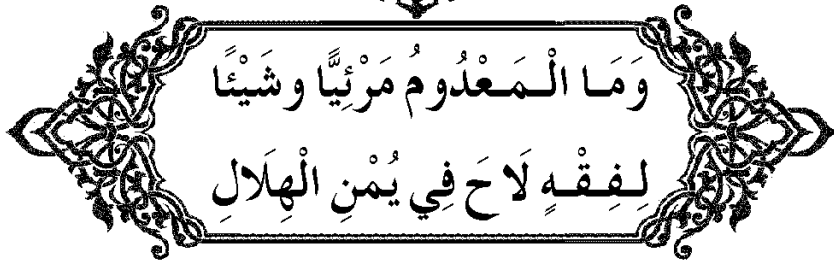 وَمَا الْمَعْدُومُ مَرْئِيًّا وشَيْئًا
لِفِقْهٍ لَاحَ فِي يُمْنِ الْهِلَالِ